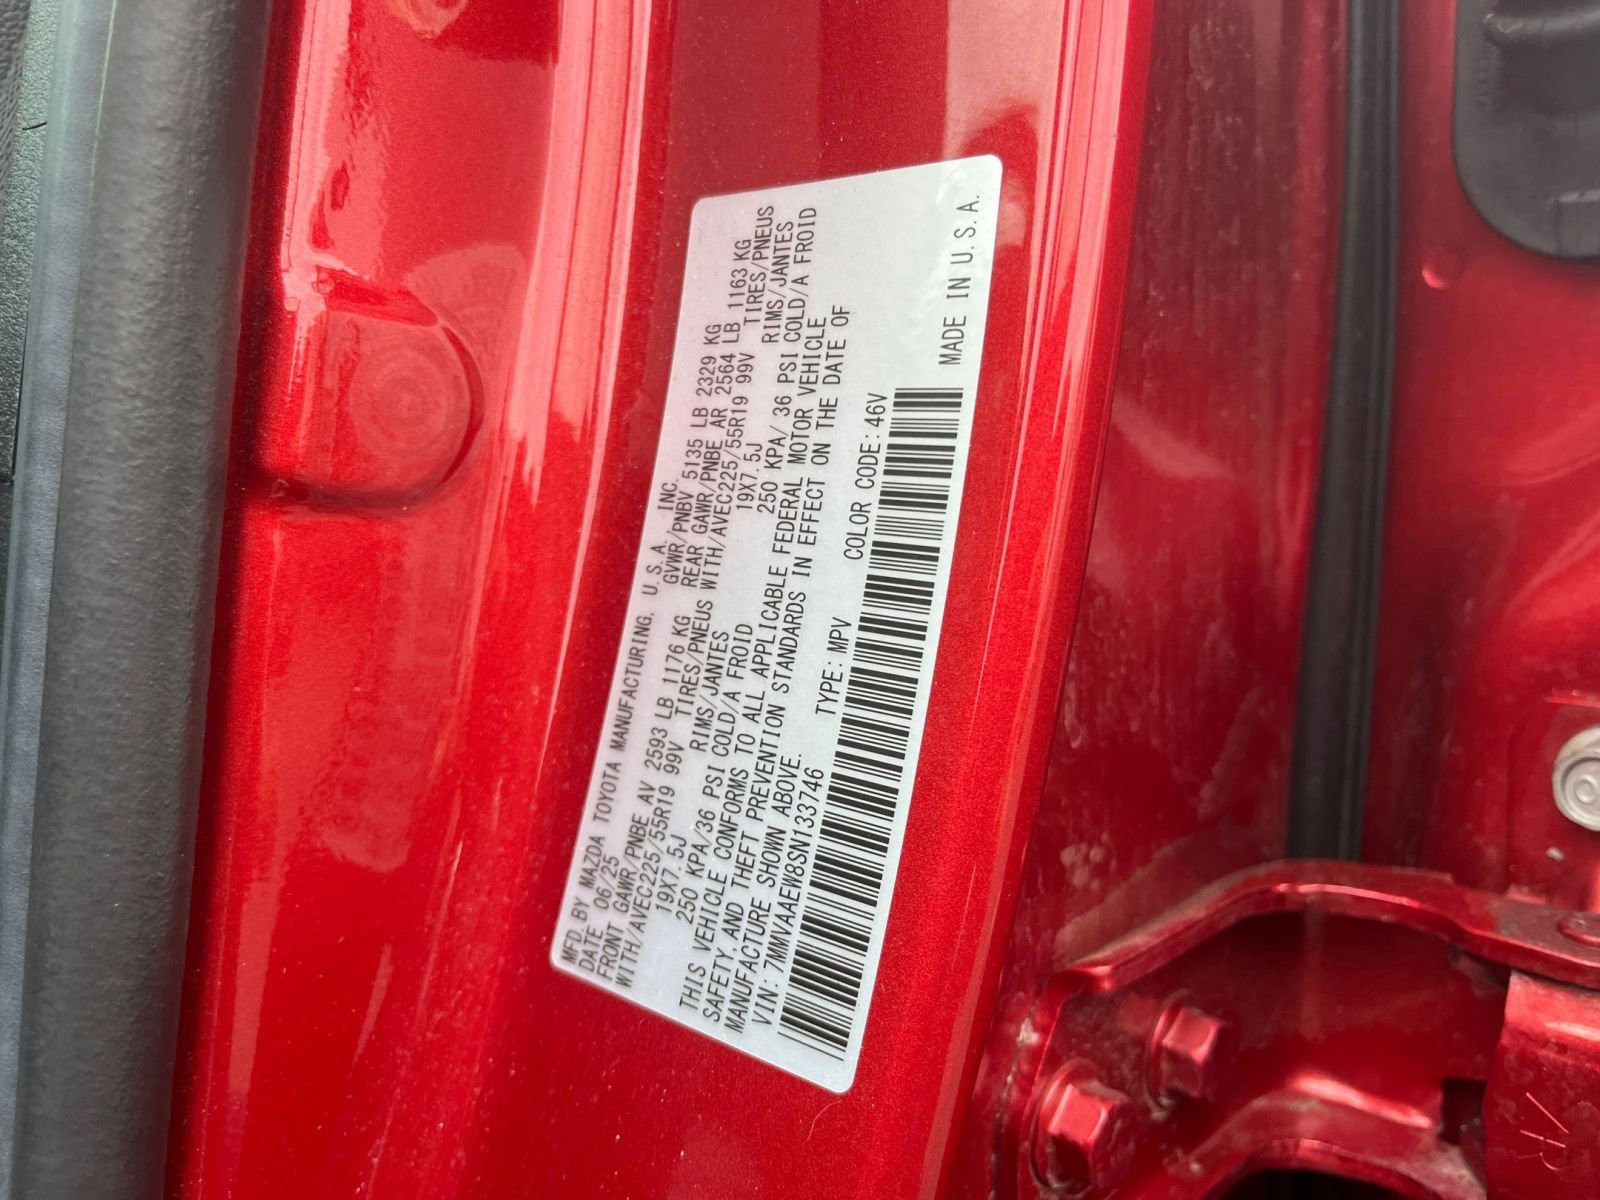 MFD. BY MAZDA TOYOTA MANUFACTURING, U.S.A. INC.
DATE 06/25 GVWR/PNBV 5135 LB 2329 KG
FRONT GAWR/PNBE AV 2593 LB 1176 KG REAR GAWR/PNBE AR 2564 LB 1163 KG
WITH/AVEC225/55R19 99V TIRES/PNEUS WITH/AVEC225/55R19 99V TIRES/PNEUS
19X7.5J RIMS/JANTES 19X7.5J RIMS/JANTES
250 KPA/36 PSI COLD/A FROID 250 KPA/ 36 PSI COLD/A FROID
THIS VEHICLE CONFORMS TO ALL APPLICABLE FEDERAL MOTOR VEHICLE
SAFETY AND THEFT PREVENTION STANDARDS IN EFFECT ON THE DATE OF
MANUFACTURE SHOWN ABOVE.
VIN: 7MMVAAEW8SN133746 TYPE: MPV COLOR CODE: 46V
MADE IN U.S.A.